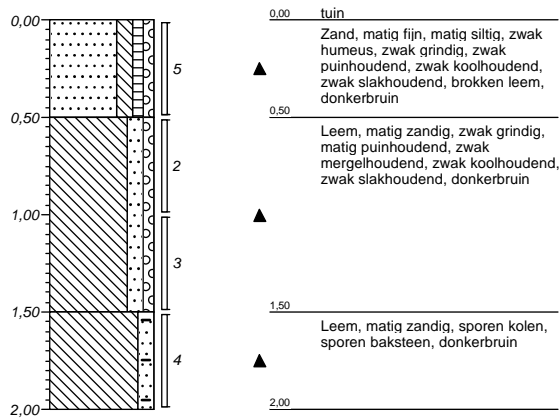 0,00
0,50
1,00
1,50
2,00
5
2
3
4
0,00 tuin
Zand, matig fijn, matig siltig, zwak
humeus, zwak grindig, zwak
puinhoudend, zwak koolhoudend,
zwak slakhoudend, brokken leem,
donkerbruin
0,50
Leem, matig zandig, zwak grindig,
matig puinhoudend, zwak
mergelhoudend, zwak koolhoudend,
zwak slakhoudend, donkerbruin
1,50
Leem, matig zandig, sporen kolen,
sporen baksteen, donkerbruin
2,00